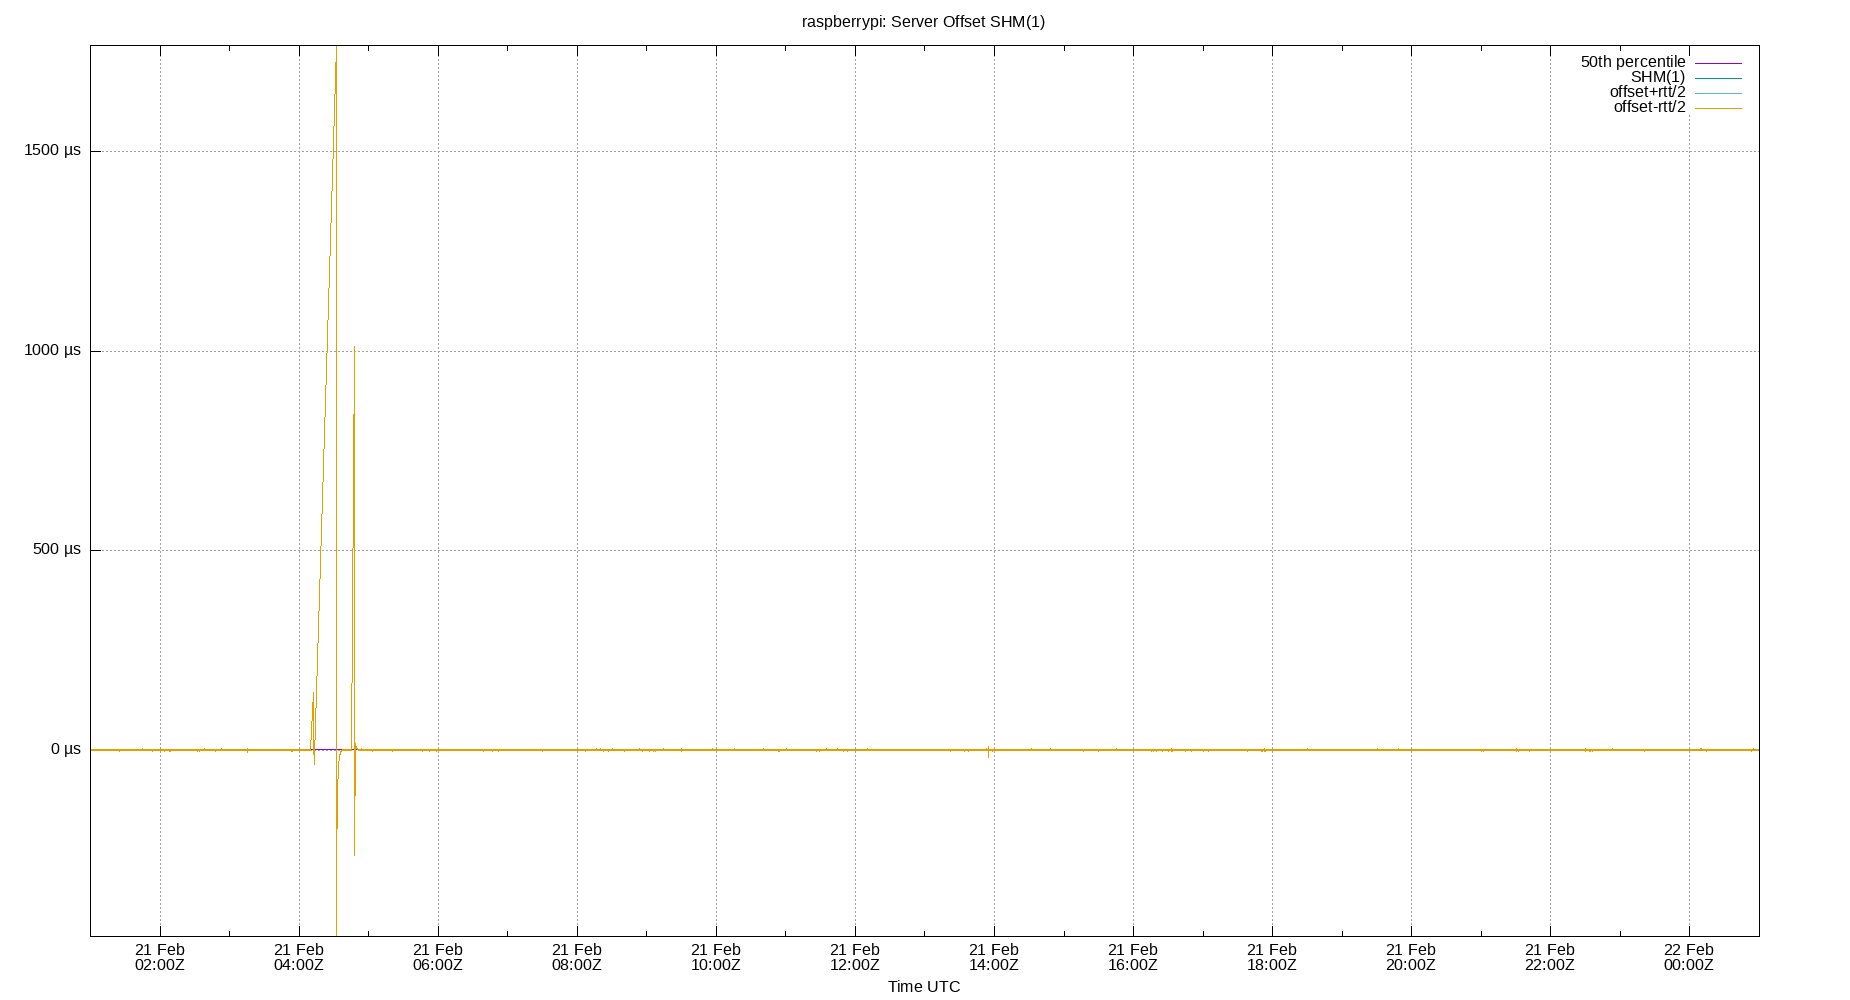 raspberrypi: Server Offset SHM(1)
50th percentile
SHM(1)
offset+rtt/2
offset-rtt/2
1500 µs
1000 µs
500 µs
0 µs
21 Feb 21 Feb 21 Feb 21 Feb 21 Feb 21 Feb 21 Feb 21 Feb 21 Feb 21 Feb 21 Feb 22 Feb
02:00Z 04:00Z 06:00Z 08:00Z 10:00Z 12:00Z 14:00Z 16:00Z 18:00Z 20:00Z 22:00Z 00:00Z
Time UTC